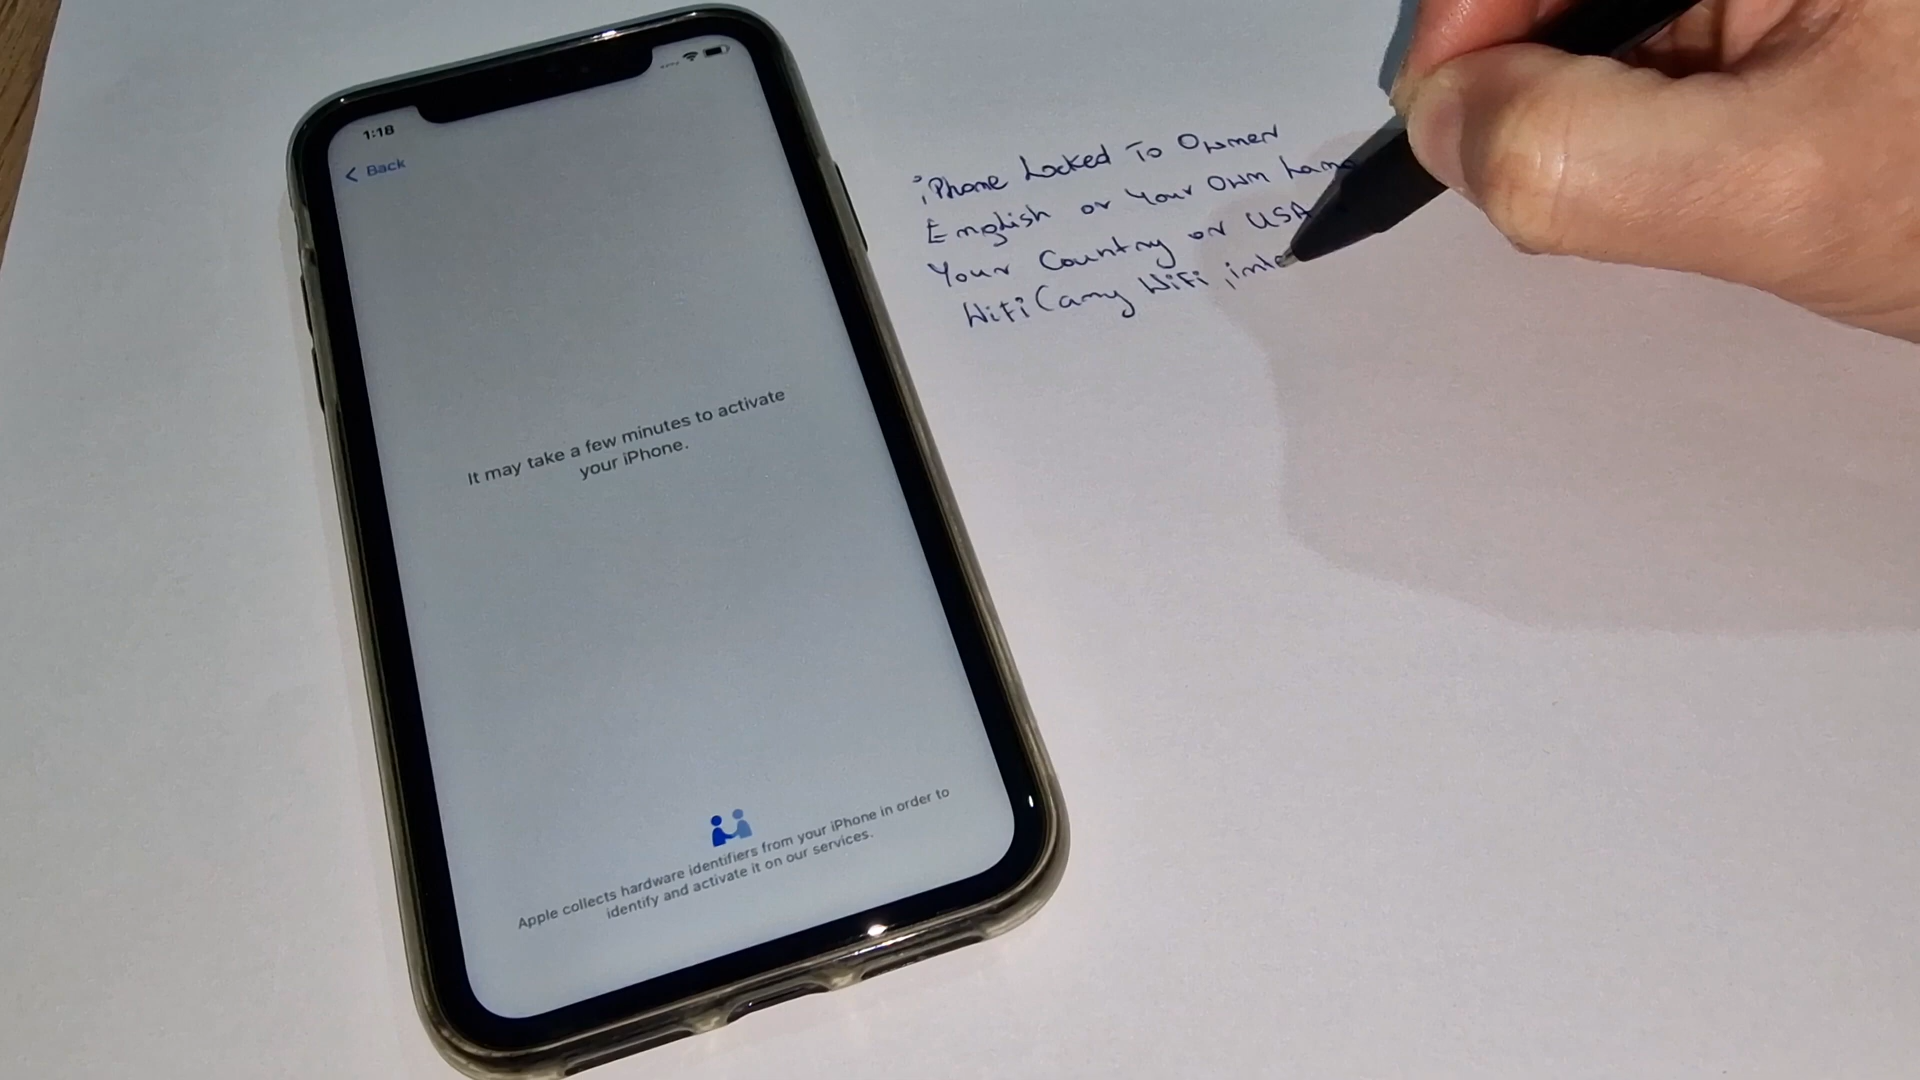 1:18
< Back
It may take a few minutes to activate
your iPhone.
Apple collects hardware identifiers from your iPhone in order to
identify and activate it on our services.
iPhone Locked To Owner
English or Your Own
Your Country or USA
WiFi (any WiFi,